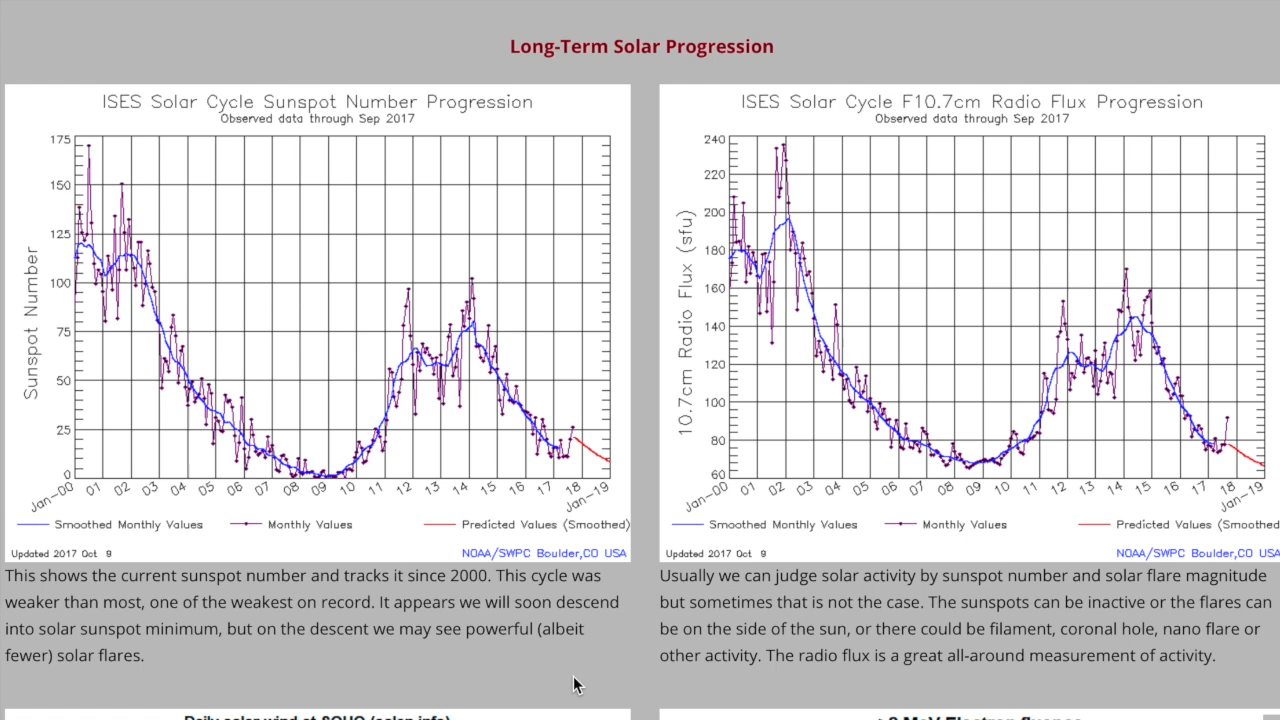 Long-Term Solar Progression
ISES Solar Cycle Sunspot Number Progression
Observed data through Sep 2017
175
150
125
100
75
50
25
0
Sunspot Number
Jan-00 01 02 03 04 05 06 07 08 09 10 11 12 13 14 15 16 17 18 Jan-19
Smoothed Monthly Values Monthly Values Predicted Values (Smoothed)
Updated 2017 Oct 9 NOAA/SWPC Boulder,CO USA
This shows the current sunspot number and tracks it since 2000. This cycle was
weaker than most, one of the weakest on record. It appears we will soon descend
into solar sunspot minimum, but on the descent we may see powerful (albeit
fewer) solar flares.
ISES Solar Cycle F10.7cm Radio Flux Progression
Observed data through Sep 2017
240
220
200
180
160
140
120
100
80
60
10.7cm Radio Flux (sfu)
Jan-00 01 02 03 04 05 06 07 08 09 10 11 12 13 14 15 16 17 18 Jan-19
Smoothed Monthly Values Monthly Values Predicted Values (Smoothed
Updated 2017 Oct 9 NOAA/SWPC Boulder,CO USA
Usually we can judge solar activity by sunspot number and solar flare magnitude
but sometimes that is not the case. The sunspots can be inactive or the flares can
be on the side of the sun, or there could be filament, coronal hole, nano flare or
other activity. The radio flux is a great all-around measurement of activity.
Daily solar wind at SOHO (solen.info)
MeV Electron fluence